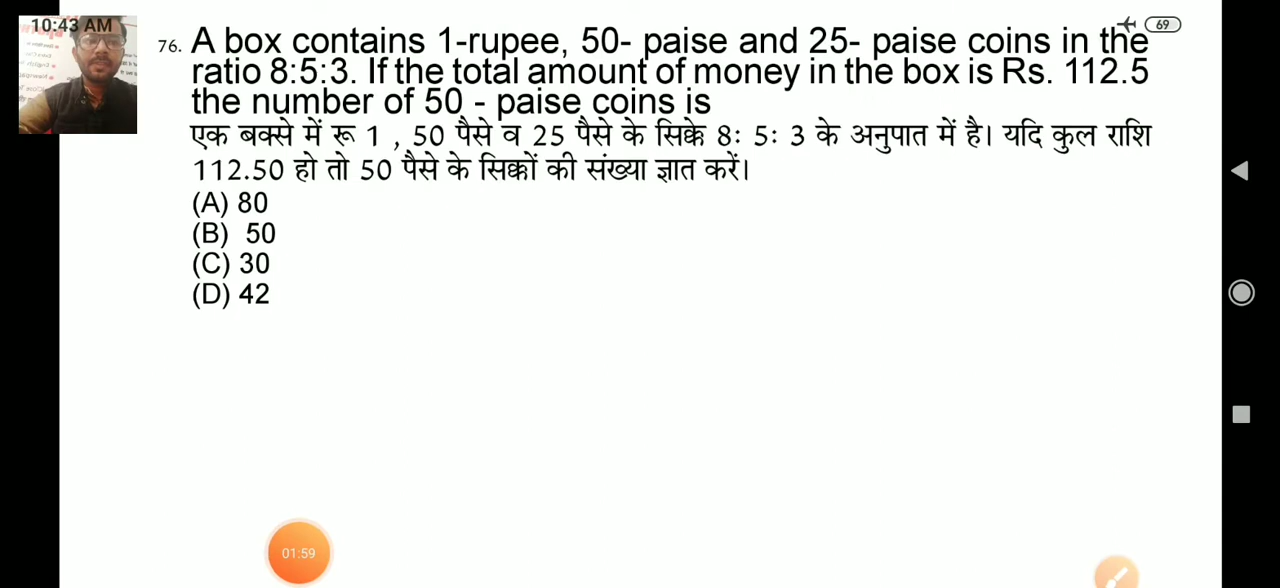 10:43 AM
69
76. A box contains 1-rupee, 50- paise and 25- paise coins in the
ratio 8:5:3. If the total amount of money in the box is Rs. 112.5
the number of 50 - paise coins is
एक बक्से में रू 1 , 50 पैसे व 25 पैसे के सिक्के 8: 5: 3 के अनुपात में है। यदि कुल राशि
112.50 हो तो 50 पैसे के सिक्कों की संख्या ज्ञात करें।
(A) 80
(B) 50
(C) 30
(D) 42
01:59